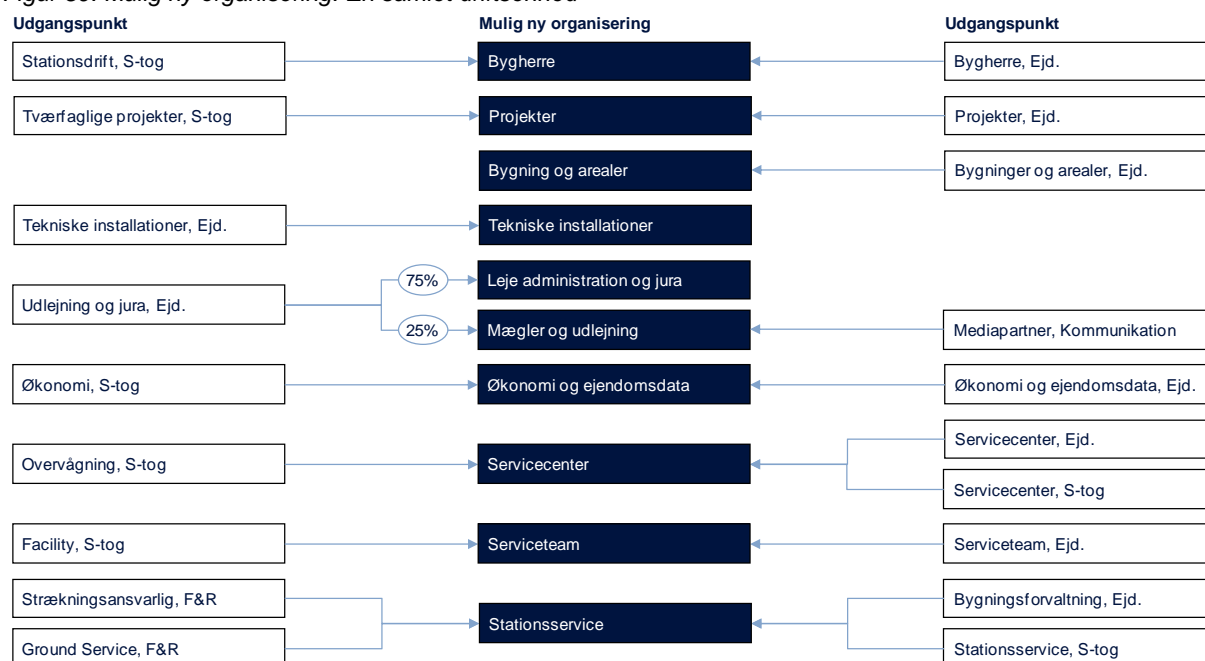 Udgangspunkt Mulig ny organisering Udgangspunkt
Stationsdrift, S-tog Bygherre Bygherre, Ejd.
Tværfaglige projekter, S-tog Projekter Projekter, Ejd.
Bygning og arealer Bygninger og arealer, Ejd.
Tekniske installationer, Ejd. Tekniske installationer
75% Leje administration og jura
Udlejning og jura, Ejd.
25% Mægler og udlejning Mediapartner, Kommunikation
Økonomi, S-tog Økonomi og ejendomsdata Økonomi og ejendomsdata, Ejd.
Servicecenter, Ejd.
Overvågning, S-tog Servicecenter
Servicecenter, S-tog
Facility, S-tog Serviceteam Serviceteam, Ejd.
Strækningsansvarlig, F&R Bygningsforvaltning, Ejd.
Stationsservice
Ground Service, F&R Stationsservice, S-tog